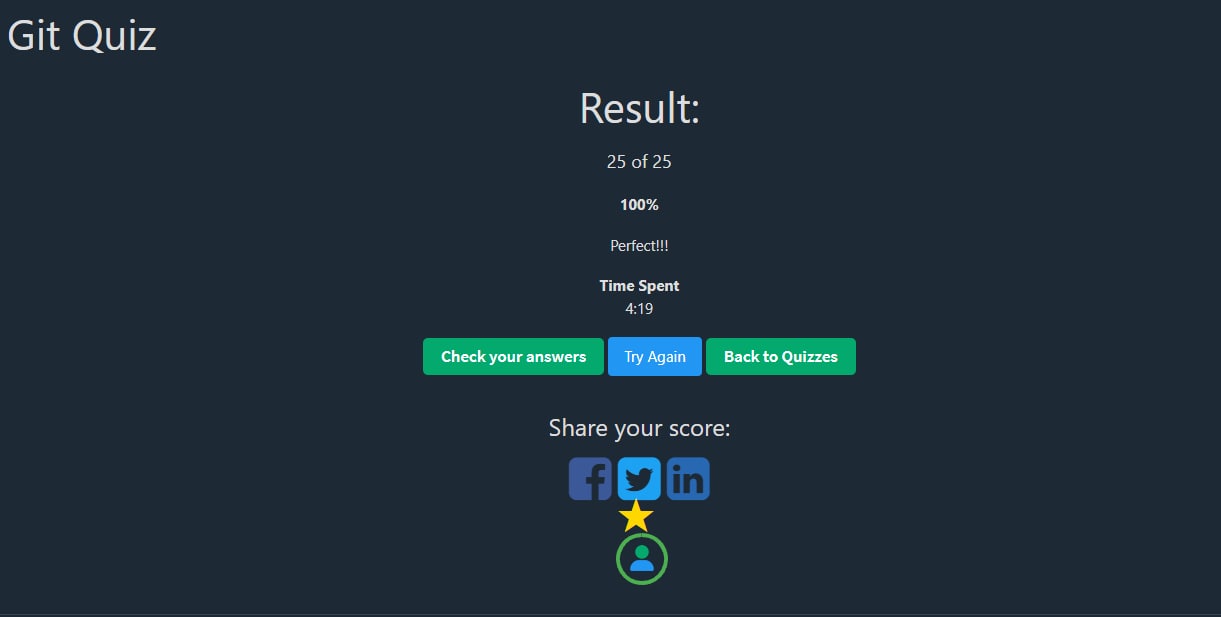 Git Quiz
Result:
25 of 25
100%
Perfect!!!
Time Spent
4:19
Check your answers Try Again Back to Quizzes
Share your score: